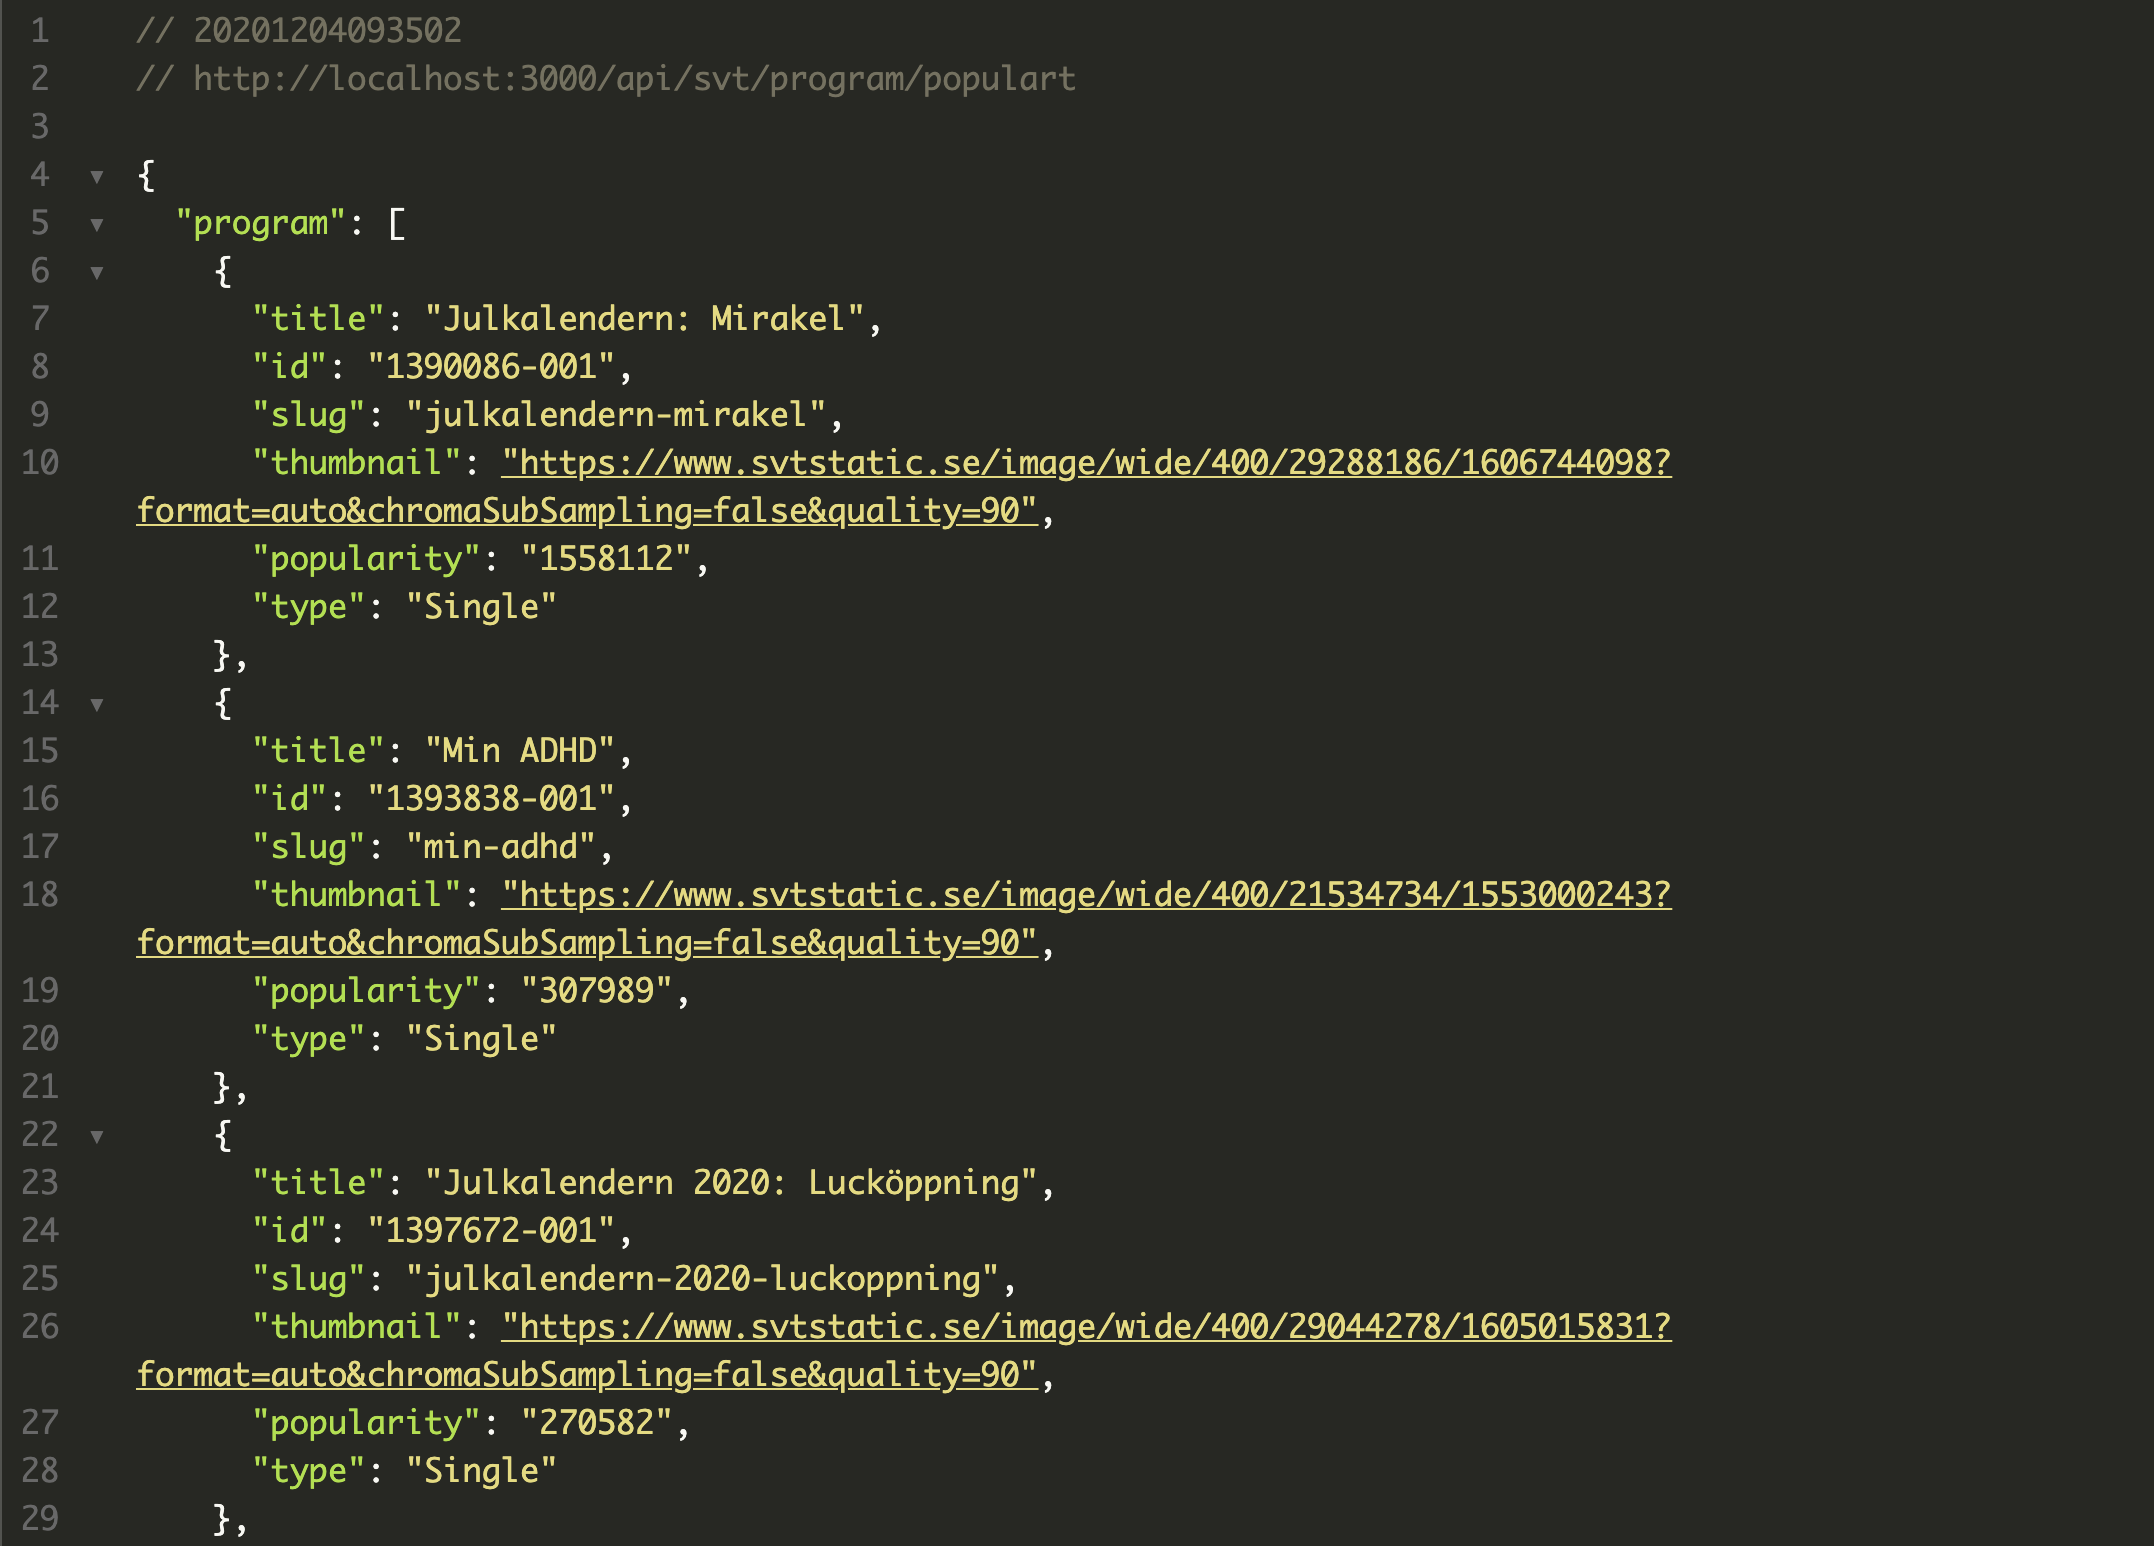 1 // 20201204093502
2 // http://localhost:3000/api/svt/program/populart
3
4 ▼ {
5 ▼ "program": [
6 ▼ {
7 "title": "Julkalendern: Mirakel",
8 "id": "1390086-001",
9 "slug": "julkalendern-mirakel",
10 "thumbnail": "https://www.svtstatic.se/image/wide/400/29288186/1606744098?
format=auto&chromaSubSampling=false&quality=90",
11 "popularity": "1558112",
12 "type": "Single"
13 },
14 ▼ {
15 "title": "Min ADHD",
16 "id": "1393838-001",
17 "slug": "min-adhd",
18 "thumbnail": "https://www.svtstatic.se/image/wide/400/21534734/1553000243?
format=auto&chromaSubSampling=false&quality=90",
19 "popularity": "307989",
20 "type": "Single"
21 },
22 ▼ {
23 "title": "Julkalendern 2020: Lucköppning",
24 "id": "1397672-001",
25 "slug": "julkalendern-2020-luckoppning",
26 "thumbnail": "https://www.svtstatic.se/image/wide/400/29044278/1605015831?
format=auto&chromaSubSampling=false&quality=90",
27 "popularity": "270582",
28 "type": "Single"
29 },